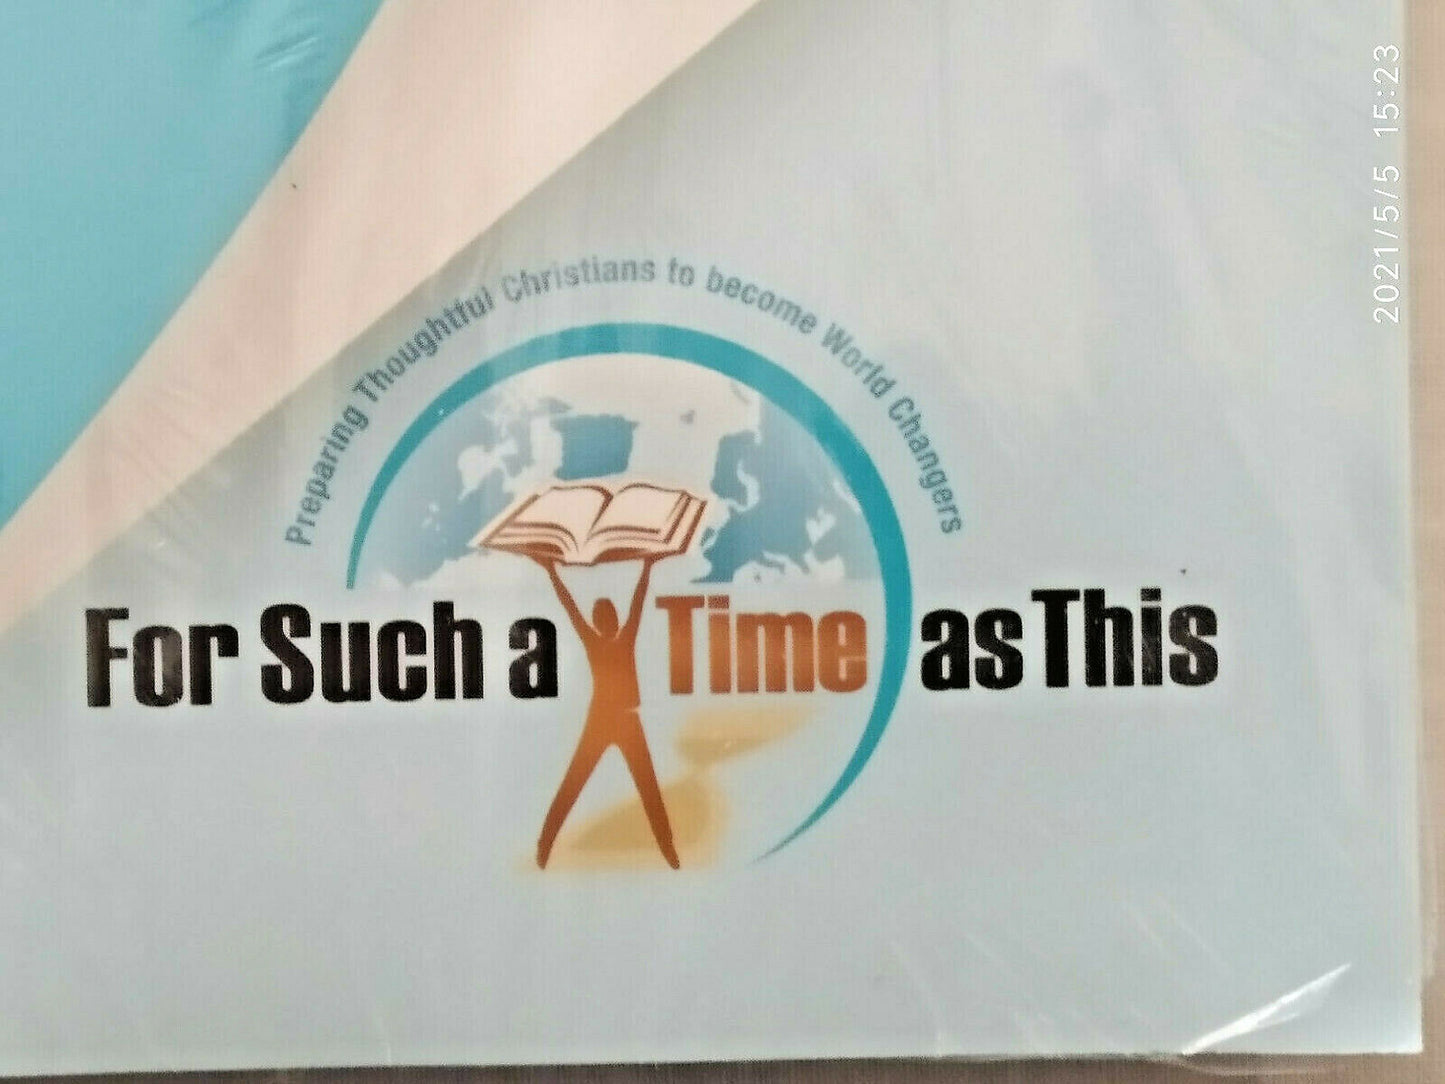 Preparing Thoughtful Christians to become World Changers
For Such a Time as This
2021/5/5 15:23